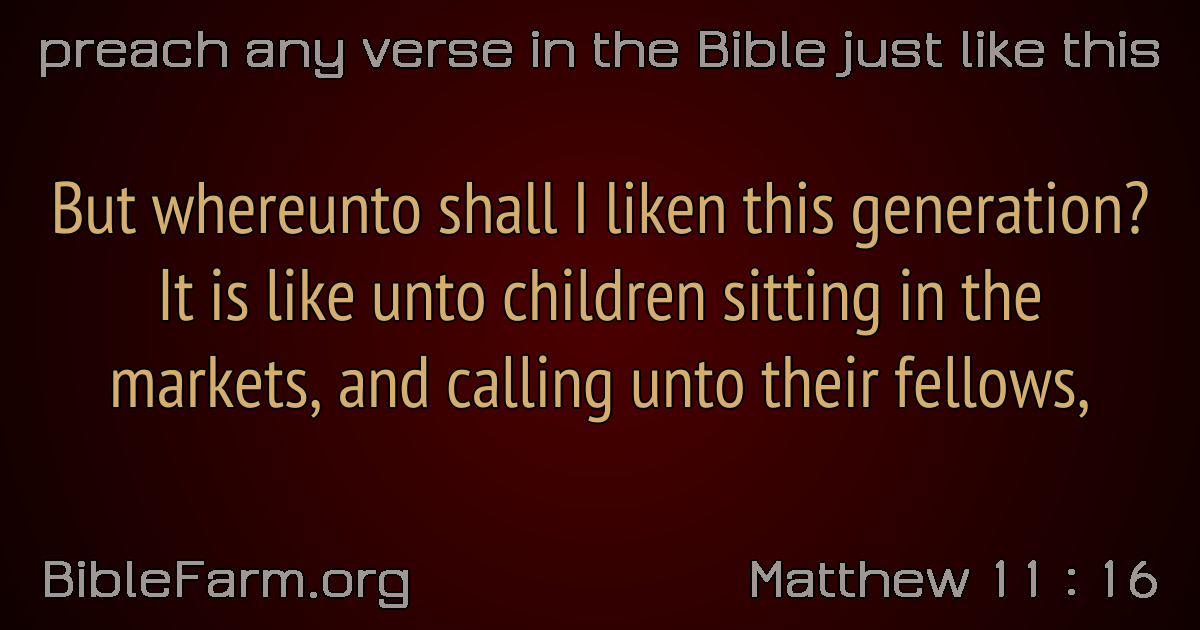 preach any verse in the Bible just like this
But whereunto shall I liken this generation?
It is like unto children sitting in the
markets, and calling unto their fellows,
BibleFarm.org
Matthew 11 : 16